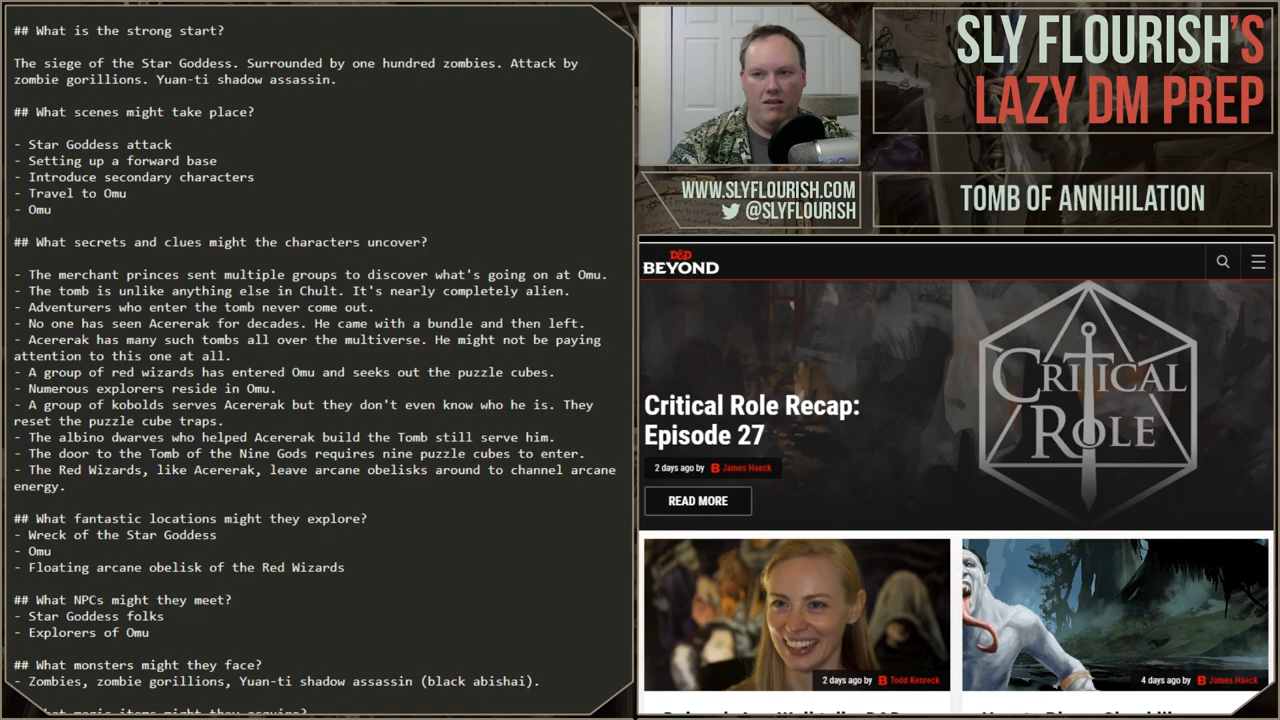 ## What is the strong start?
The siege of the Star Goddess. Surrounded by one hundred zombies. Attack by
zombie gorillions. Yuan-ti shadow assassin.
## What scenes might take place?
- Star Goddess attack
- Setting up a forward base
- Introduce secondary characters
- Travel to Omu
- Omu
## What secrets and clues might the characters uncover?
- The merchant princes sent multiple groups to discover what's going on at Omu.
- The tomb is unlike anything else in Chult. It's nearly completely alien.
- Adventurers who enter the tomb never come out.
- No one has seen Acererak for decades. He came with a bundle and then left.
- Acererak has many such tombs all over the multiverse. He might not be paying
attention to this one at all.
- A group of red wizards has entered Omu and seeks out the puzzle cubes.
- Numerous explorers reside in Omu.
- A group of kobolds serves Acererak but they don't even know who he is. They
reset the puzzle cube traps.
- The albino dwarves who helped Acererak build the Tomb still serve him.
- The door to the Tomb of the Nine Gods requires nine puzzle cubes to enter.
- The Red Wizards, like Acererak, leave arcane obelisks around to channel arcane
energy.
## What fantastic locations might they explore?
- Wreck of the Star Goddess
- Omu
- Floating arcane obelisk of the Red Wizards
## What NPCs might they meet?
- Star Goddess folks
- Explorers of Omu
## What monsters might they face?
- Zombies, zombie gorillions, Yuan-ti shadow assassin (black abishai).
SLY FLOURISH'S
LAZY DM PREP
WWW.SLYFLOURISH.COM
@SLYFLOURISH
TOMB OF ANNIHILATION
D&D
BEYOND
CRITICAL
ROLE
Critical Role Recap:
Episode 27
2 days ago by James Haeck
READ MORE
2 days ago by Todd Kenreck
4 days ago by James Haeck